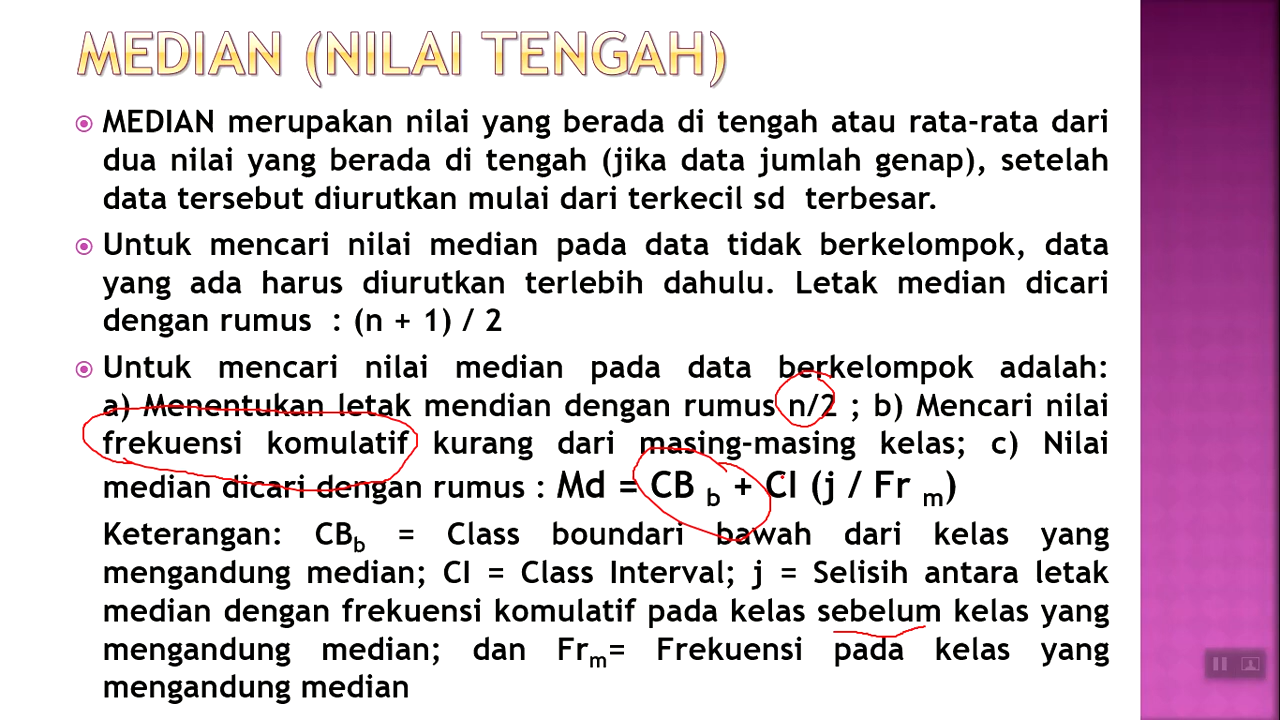 MEDIAN (NILAI TENGAH)
MEDIAN merupakan nilai yang berada di tengah atau rata-rata dari
dua nilai yang berada di tengah (jika data jumlah genap), setelah
data tersebut diurutkan mulai dari terkecil sd terbesar.
Untuk mencari nilai median pada data tidak berkelompok, data
yang ada harus diurutkan terlebih dahulu. Letak median dicari
dengan rumus : (n + 1) / 2
Untuk mencari nilai median pada data berkelompok adalah:
a) Menentukan letak mendian dengan rumus n/2 ; b) Mencari nilai
frekuensi komulatif kurang dari masing-masing kelas; c) Nilai
median dicari dengan rumus : Md = CB b + CI (j / Fr m)
Keterangan: CBb = Class boundari bawah dari kelas yang
mengandung median; CI = Class Interval; j = Selisih antara letak
median dengan frekuensi komulatif pada kelas sebelum kelas yang
mengandung median; dan Frm= Frekuensi pada kelas yang
mengandung median